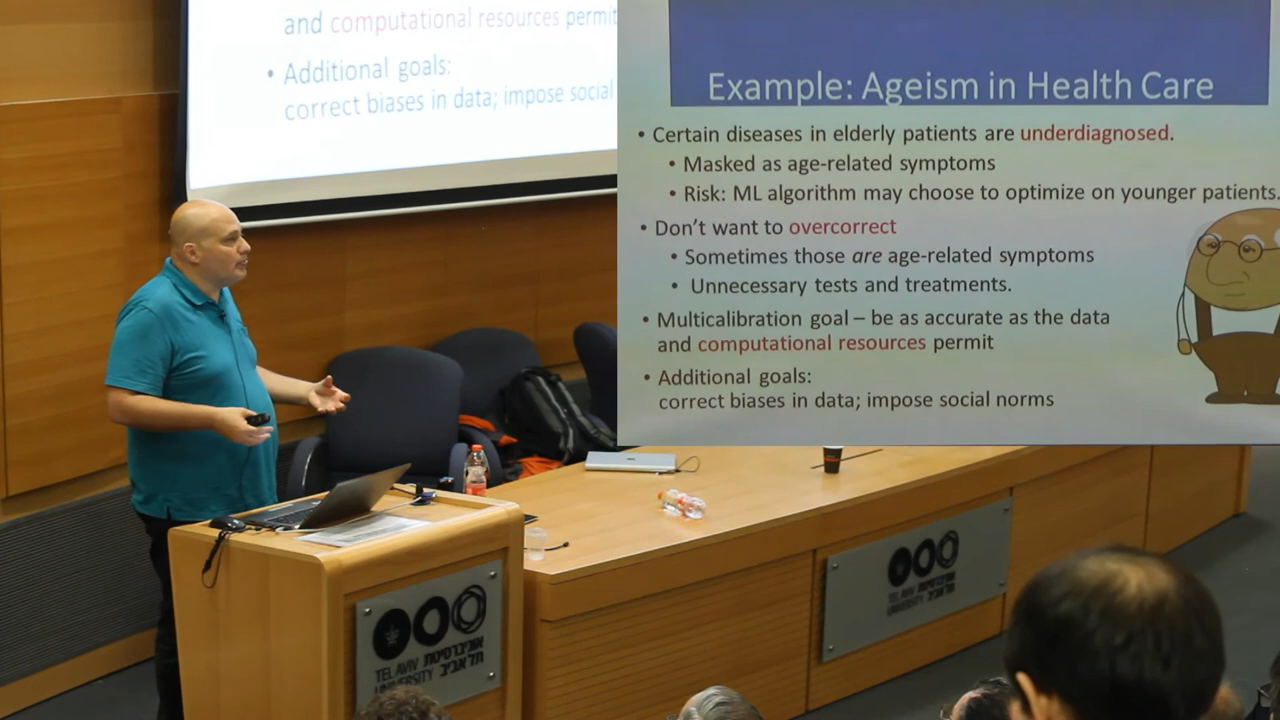 and computational resources permit
• Additional goals:
correct biases in data; impose social
Example: Ageism in Health Care
• Certain diseases in elderly patients are underdiagnosed.
• Masked as age-related symptoms
• Risk: ML algorithm may choose to optimize on younger patients.
• Don't want to overcorrect
• Sometimes those are age-related symptoms
• Unnecessary tests and treatments.
• Multicalibration goal – be as accurate as the data
and computational resources permit
• Additional goals:
correct biases in data; impose social norms
TEL AVIV אוניברסיטת
UNIVERSITY תל אביב
TEL AVIV אוניברסיטת
UNIVERSITY תל אביב